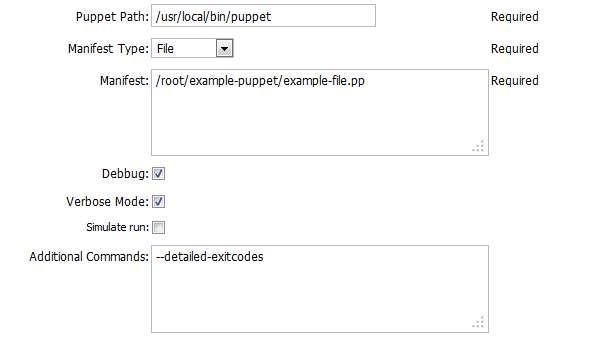 Puppet Path: /usr/local/bin/puppet Required
Manifest Type: File Required
Manifest: /root/example-puppet/example-file.pp Required
Debbug:
Verbose Mode:
Simulate run:
Additional Commands: --detailed-exitcodes